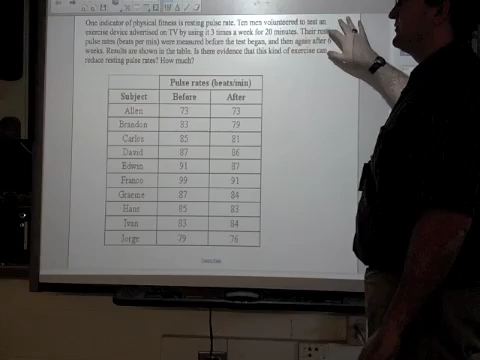 One indicator of physical fitness is resting pulse rate. Ten men volunteered to test an
exercise device advertised on TV by using it 3 times a week for 20 minutes. Their
pulse rates (beats per min) were measured before the test began, and then again after 6
weeks. Results are shown in the table. Is there evidence that this kind of exercise can
reduce resting pulse rates? How much?
Pulse rates (beats/min)
Subject Before After
Allen 73 73
Brandon 83 79
Carlos 85 81
David 87 86
Edwin 91 87
Franco 99 91
Graeme 87 84
Hans 85 83
Ivan 83 84
Jorge 79 76